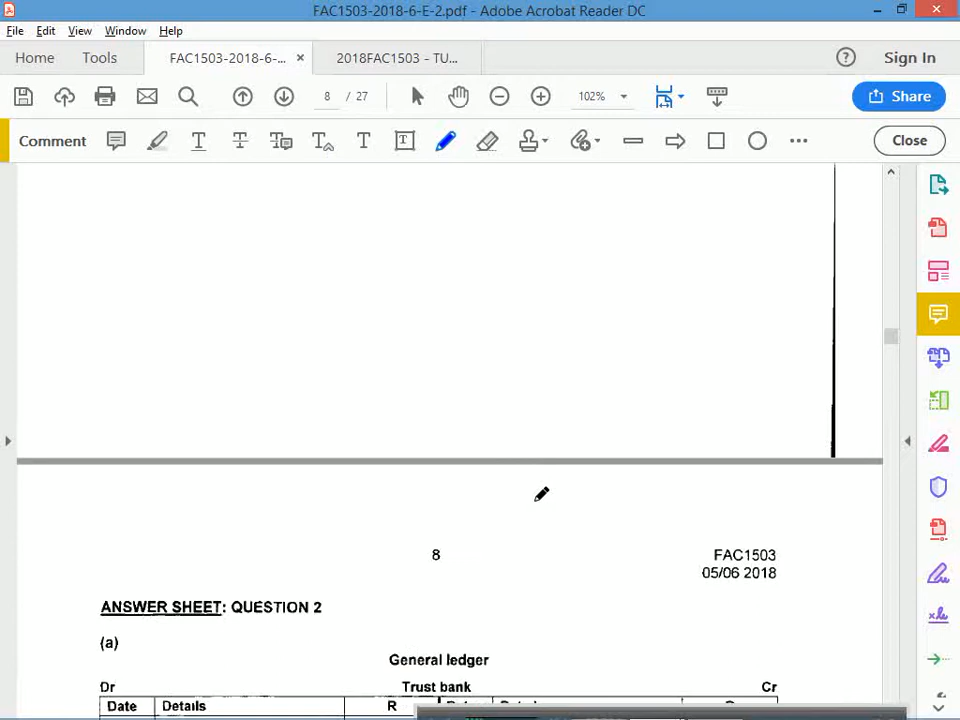 FAC1503-2018-6-E-2.pdf - Adobe Acrobat Reader DC
File Edit View Window Help
Home Tools FAC1503-2018-6-... × 2018FAC1503 - TU... ? Sign In
8 / 27 102% Share
Comment T T T T T Close
8 FAC1503
05/06 2018
ANSWER SHEET: QUESTION 2
(a)
General ledger
Dr Trust bank Cr
Date Details R